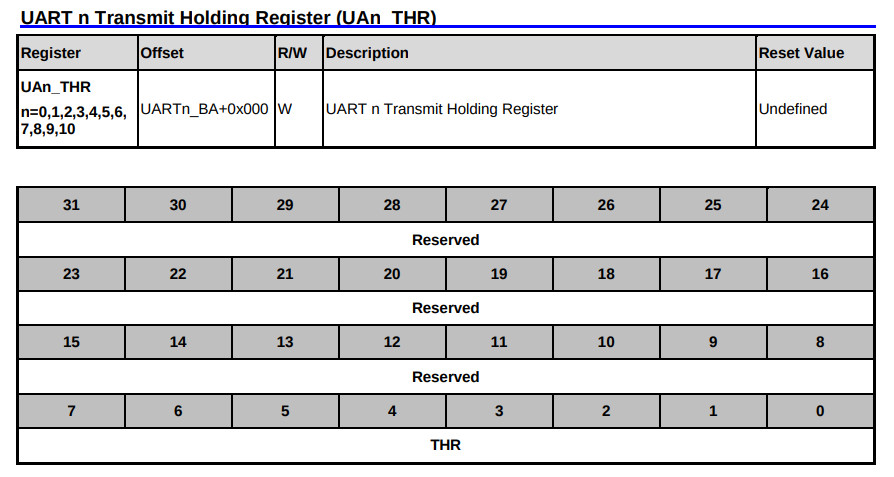 UART n Transmit Holding Register (UAn_THR)
Register Offset R/W Description Reset Value
UAn_THR
n=0,1,2,3,4,5,6,
7,8,9,10
UARTn_BA+0x000 W UART n Transmit Holding Register Undefined
31 30 29 28 27 26 25 24
Reserved
23 22 21 20 19 18 17 16
Reserved
15 14 13 12 11 10 9 8
Reserved
7 6 5 4 3 2 1 0
THR